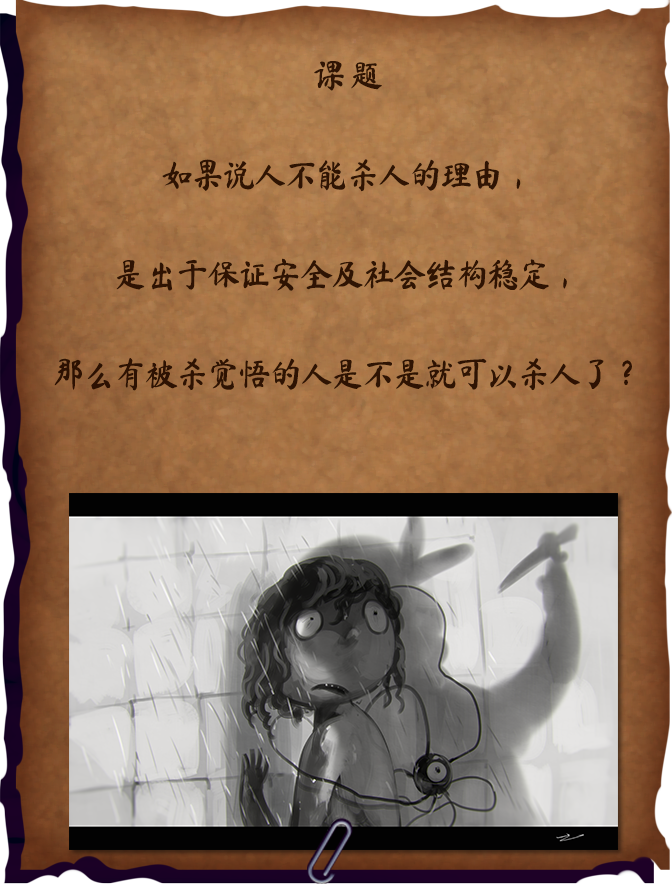 课题
如果说人不能杀人的理由，
是出于保证安全及社会结构稳定，
那么有被杀觉悟的人是不是就可以杀人了？